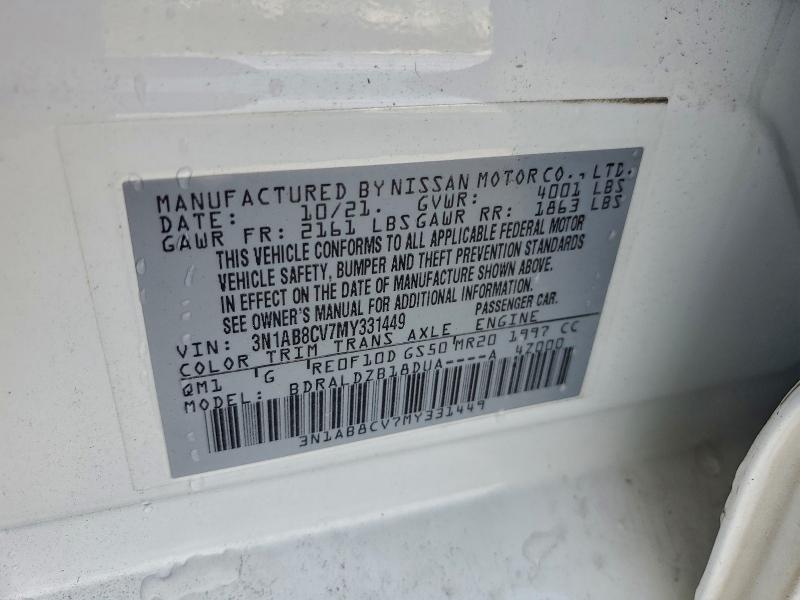 MANUFACTURED BY NISSAN MOTOR CO., LTD.
DATE: 10/21. GVWR: 4001 LBS
GAWR FR: 2161 LBS GAWR RR: 1863 LBS
THIS VEHICLE CONFORMS TO ALL APPLICABLE FEDERAL MOTOR
VEHICLE SAFETY, BUMPER AND THEFT PREVENTION STANDARDS
IN EFFECT ON THE DATE OF MANUFACTURE SHOWN ABOVE.
SEE OWNER'S MANUAL FOR ADDITIONAL INFORMATION.
VIN: 3N1AB8CV7MY331449 PASSENGER CAR.
COLOR TRIM TRANS AXLE ENGINE
QM1 G RE0F10D GS50 MR20 1997 CC
MODEL: BDRALDZB18DUA----A 4Z000
3N1AB8CV7MY331449